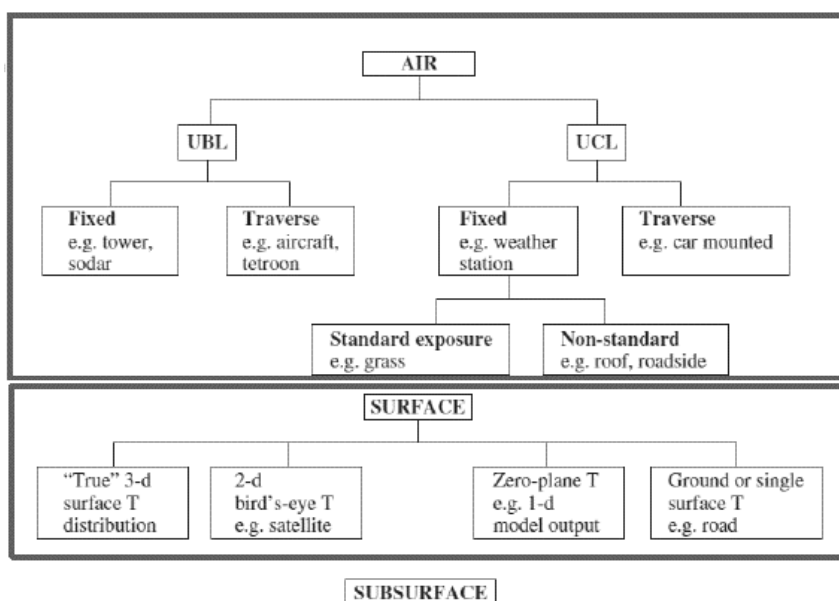 AIR
UBL
UCL
Fixed
e.g. tower,
sodar
Traverse
e.g. aircraft,
tetroon
Fixed
e.g. weather
station
Traverse
e.g. car mounted
Standard exposure
e.g. grass
Non-standard
e.g. roof, roadside
SURFACE
“True” 3-d
surface T
distribution
2-d
bird’s-eye T
e.g. satellite
Zero-plane T
e.g. 1-d
model output
Ground or single
surface T
e.g. road
SUBSURFACE